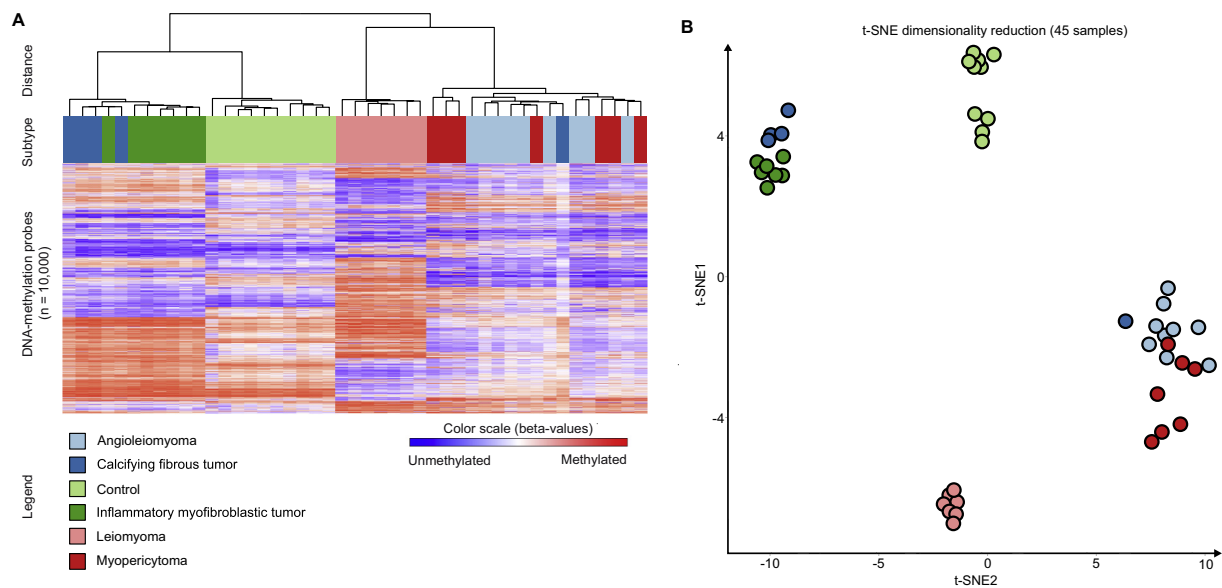 A
Distance
Subtype
DNA-methylation probes
(n = 10,000)
Legend
Color scale (beta-values)
Unmethylated
Methylated
Angioleiomyoma
Calcifying fibrous tumor
Control
Inflammatory myofibroblastic tumor
Leiomyoma
Myopericytoma
B
t-SNE dimensionality reduction (45 samples)
t-SNE1
4
0
-4
-10
-5
0
5
10
t-SNE2